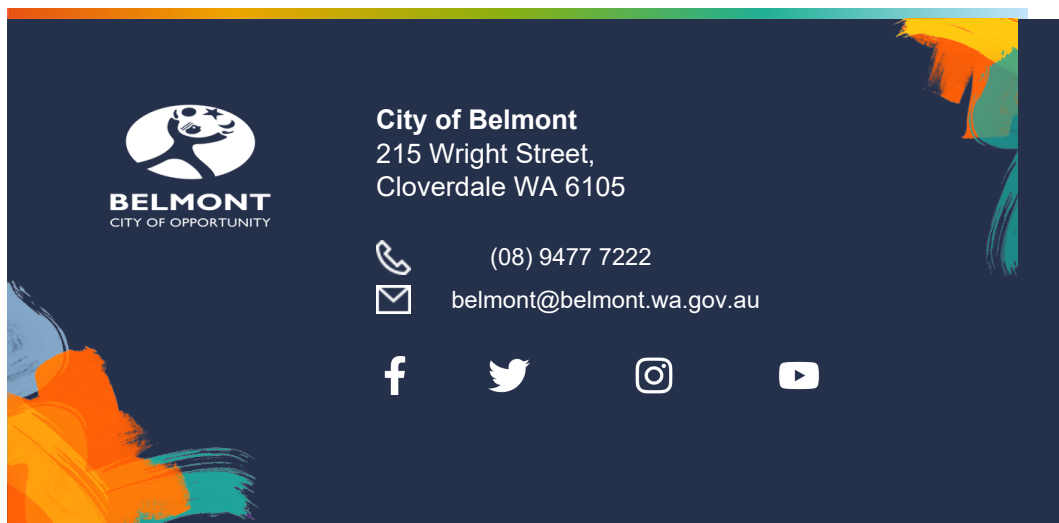 BELMONT
CITY OF OPPORTUNITY
City of Belmont
215 Wright Street,
Cloverdale WA 6105
(08) 9477 7222
belmont@belmont.wa.gov.au